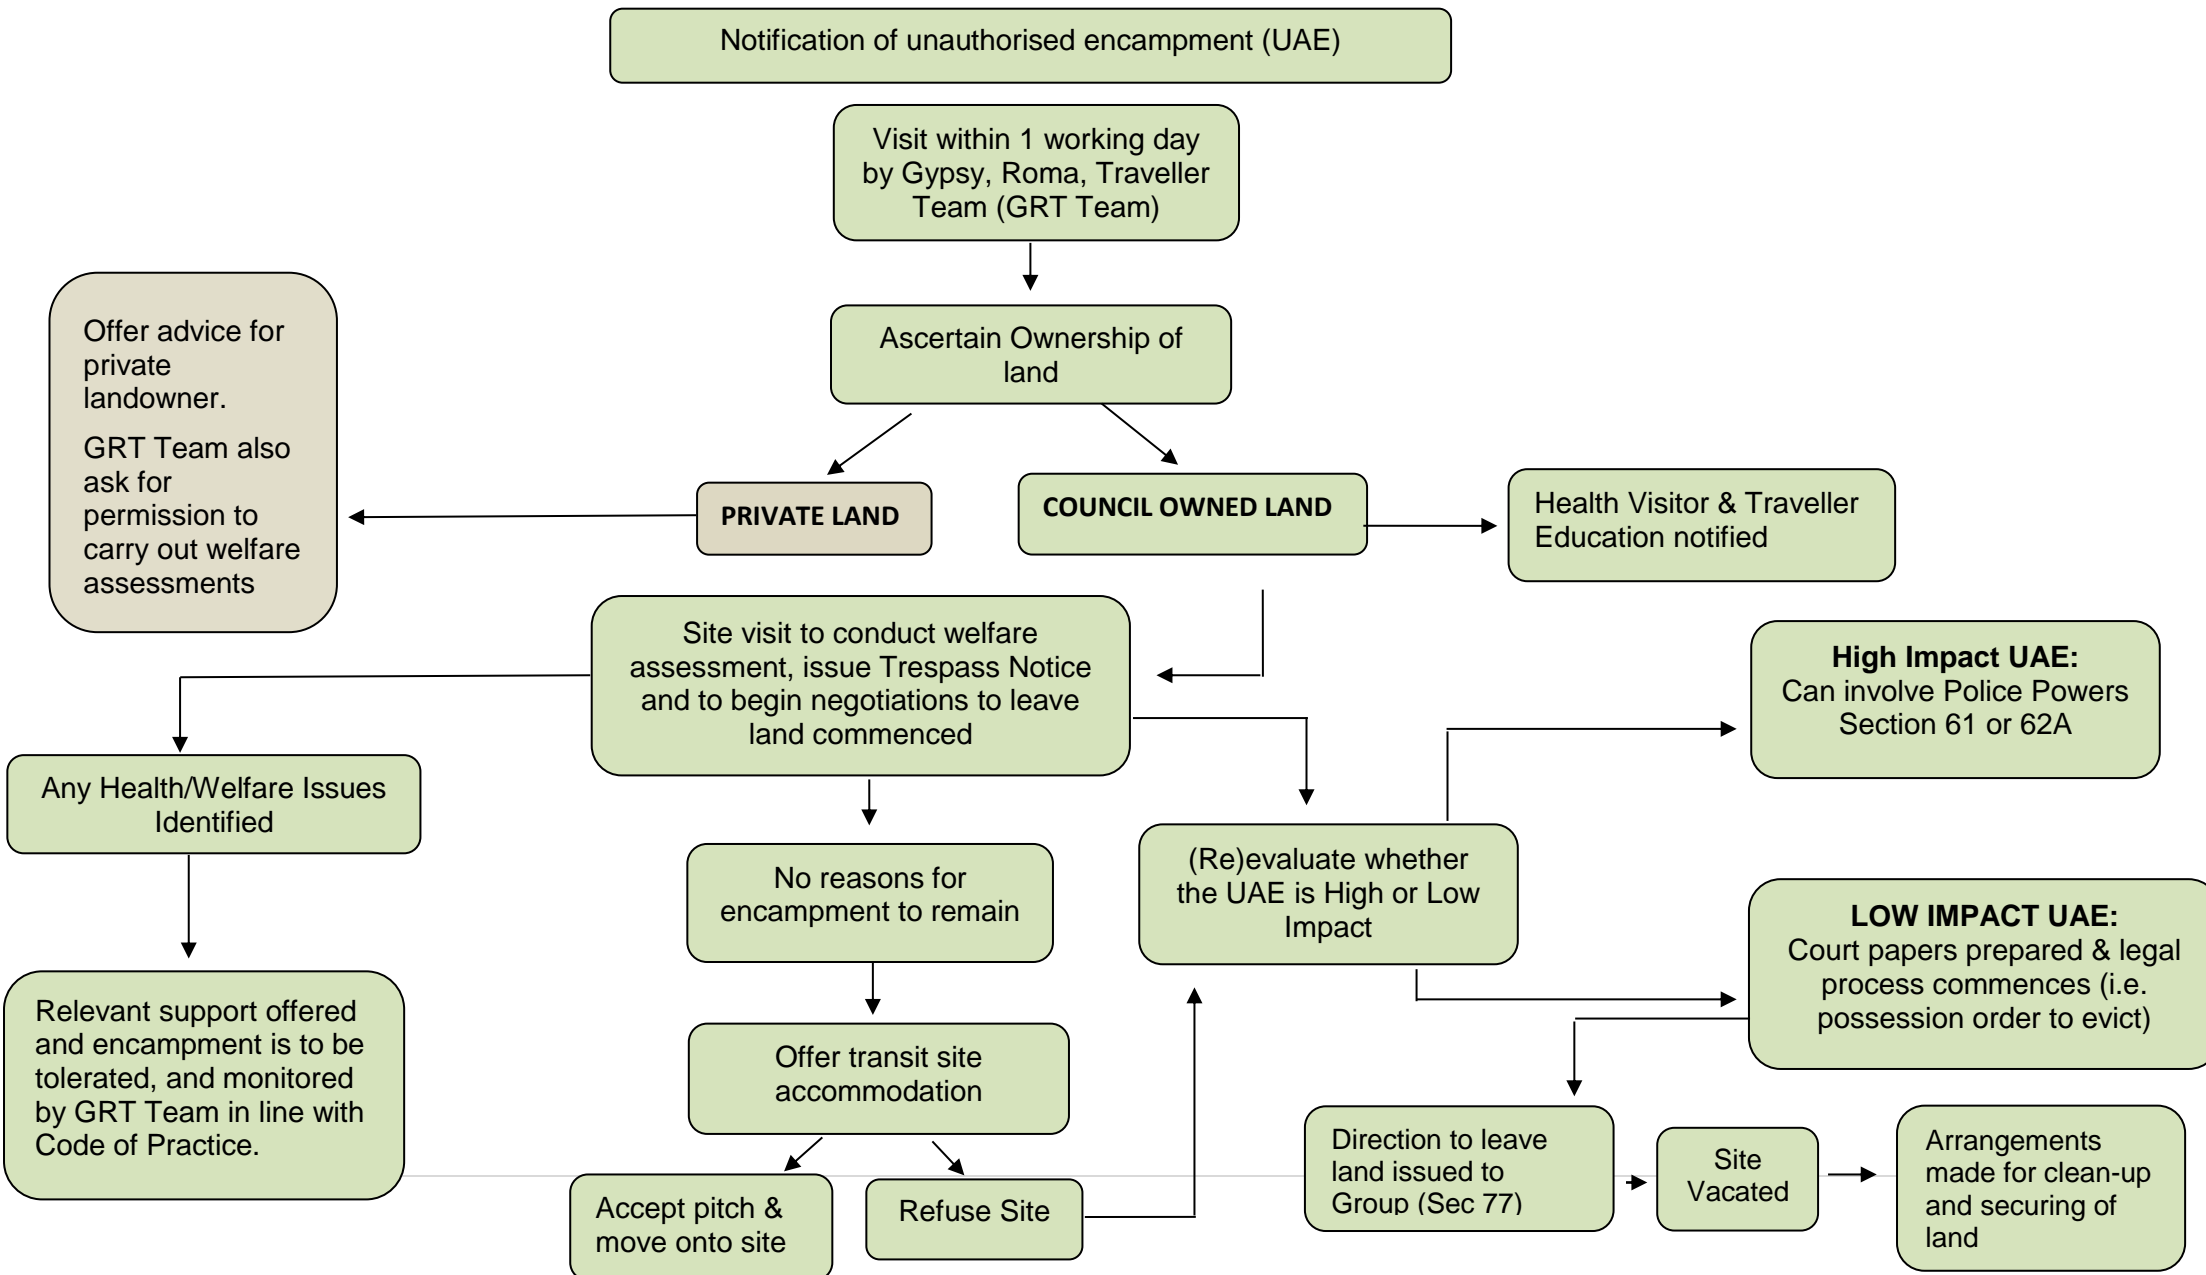 Notification of unauthorised encampment (UAE)
Visit within 1 working day
by Gypsy, Roma, Traveller
Team (GRT Team)
Ascertain Ownership of
land
Offer advice for
private
landowner.
GRT Team also
ask for
permission to
carry out welfare
assessments
PRIVATE LAND
COUNCIL OWNED LAND
Health Visitor & Traveller
Education notified
Site visit to conduct welfare
assessment, issue Trespass Notice
and to begin negotiations to leave
land commenced
High Impact UAE:
Can involve Police Powers
Section 61 or 62A
Any Health/Welfare Issues
Identified
No reasons for
encampment to remain
(Re)evaluate whether
the UAE is High or Low
Impact
LOW IMPACT UAE:
Court papers prepared & legal
process commences (i.e.
possession order to evict)
Relevant support offered
and encampment is to be
tolerated, and monitored
by GRT Team in line with
Code of Practice.
Offer transit site
accommodation
Accept pitch &
move onto site
Refuse Site
Direction to leave
land issued to
Group (Sec 77)
Site
Vacated
Arrangements
made for clean-up
and securing of
land